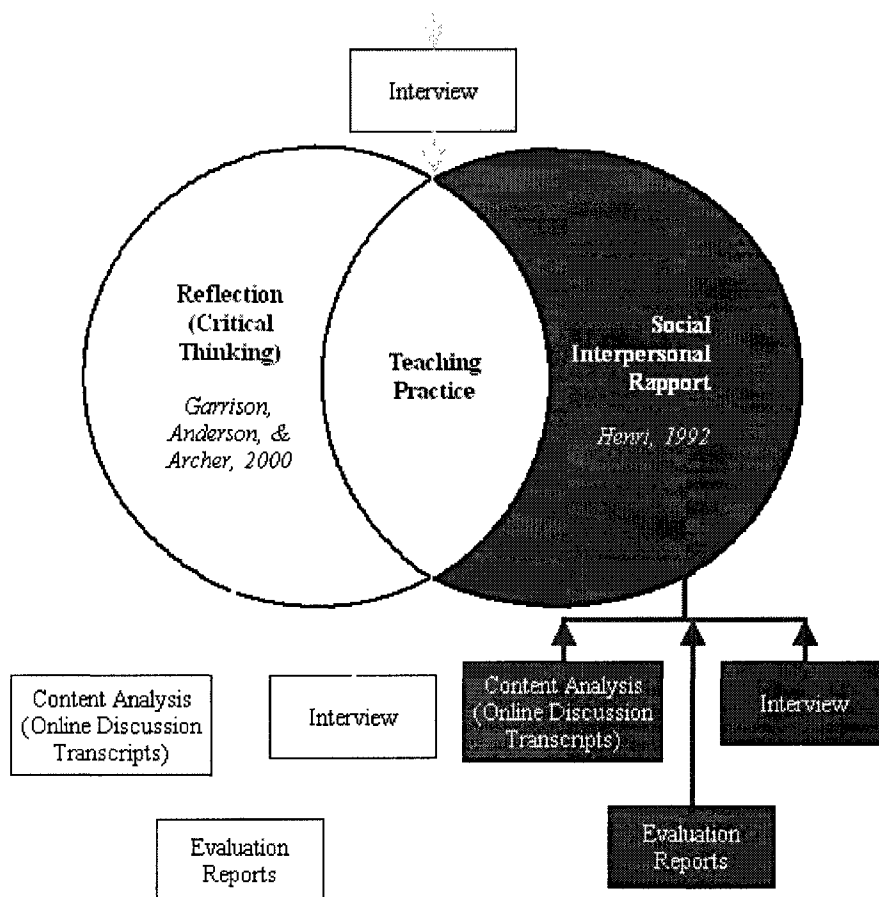 Interview
Reflection
(Critical
Thinking)
Garrison,
Anderson, &
Archer, 2000
Teaching
Practice
Social
Interpersonal
Rapport
Henri, 1992
Content Analysis
(Online Discussion
Transcripts)
Interview
Content Analysis
(Online Discussion
Transcripts)
Interview
Evaluation
Reports
Evaluation
Reports